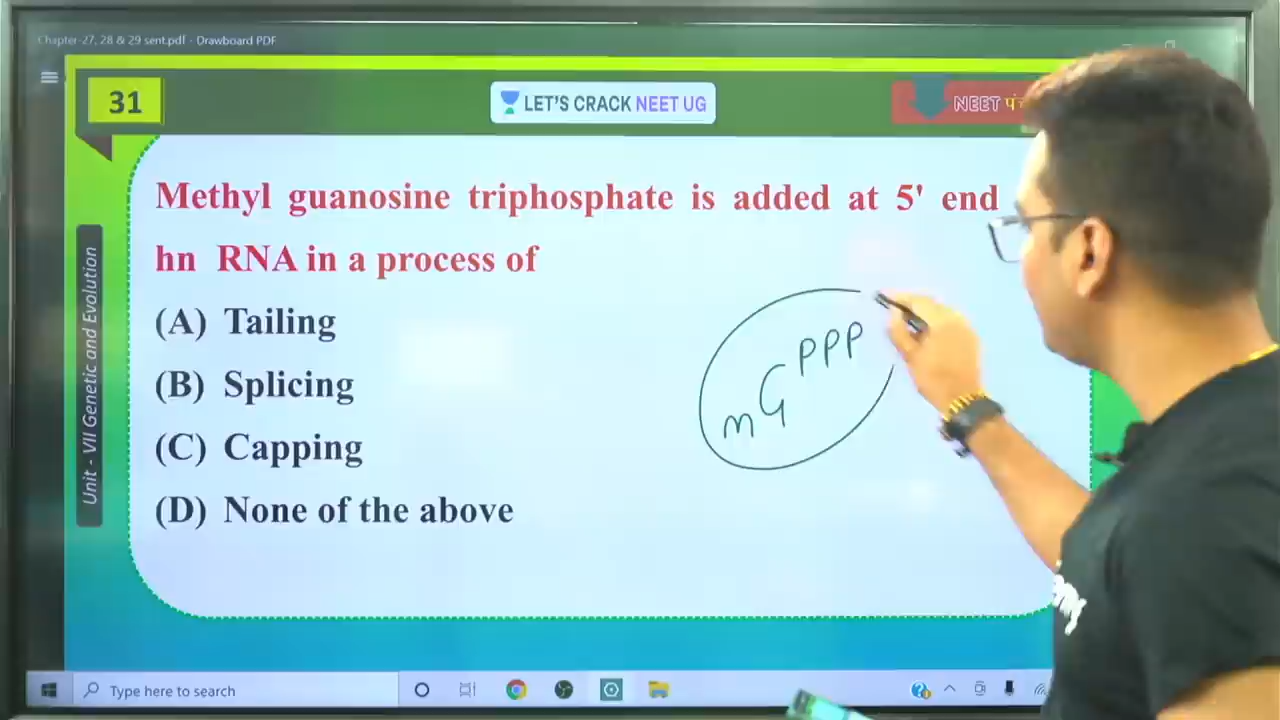 Chapter-27, 28 & 29 sent.pdf - Drawboard PDF
31
LET'S CRACK NEET UG
NEET
Methyl guanosine triphosphate is added at 5' end
hn RNA in a process of
(A) Tailing
(B) Splicing
(C) Capping
(D) None of the above
mG PPP
Unit - VII Genetic and Evolution
Type here to search